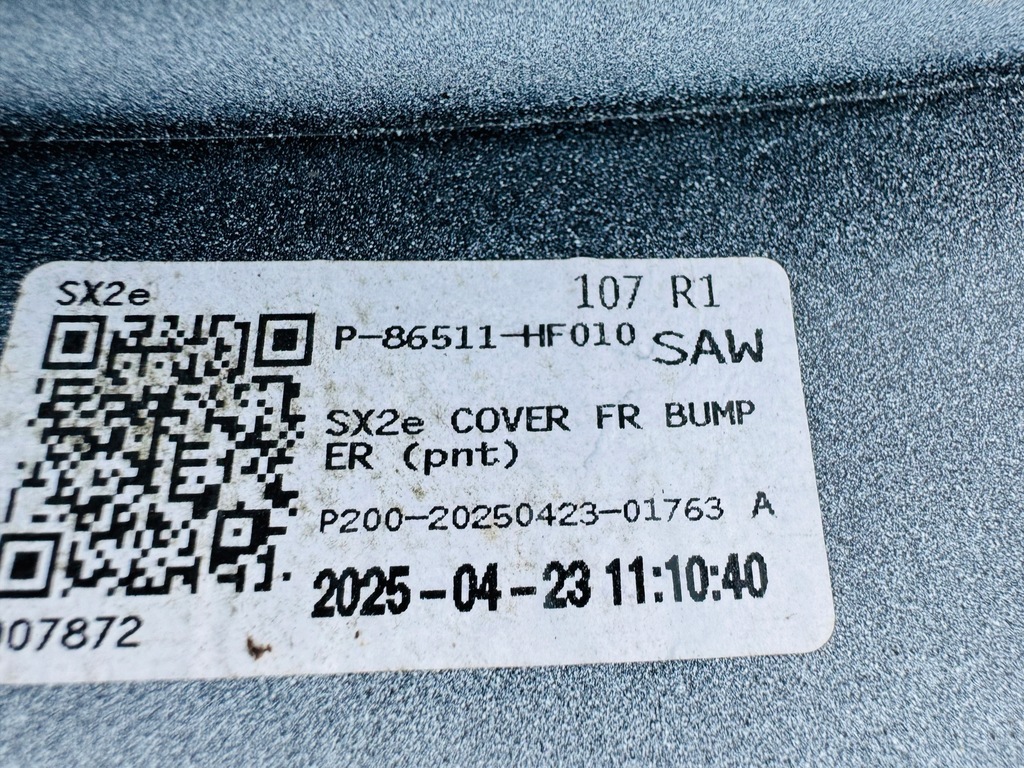 SX2e
107 R1
P-86511-HF010 SAW
SX2e COVER FR BUMP
ER (pnt)
P200-20250423-01763 A
2025-04-23 11:10:40
007872